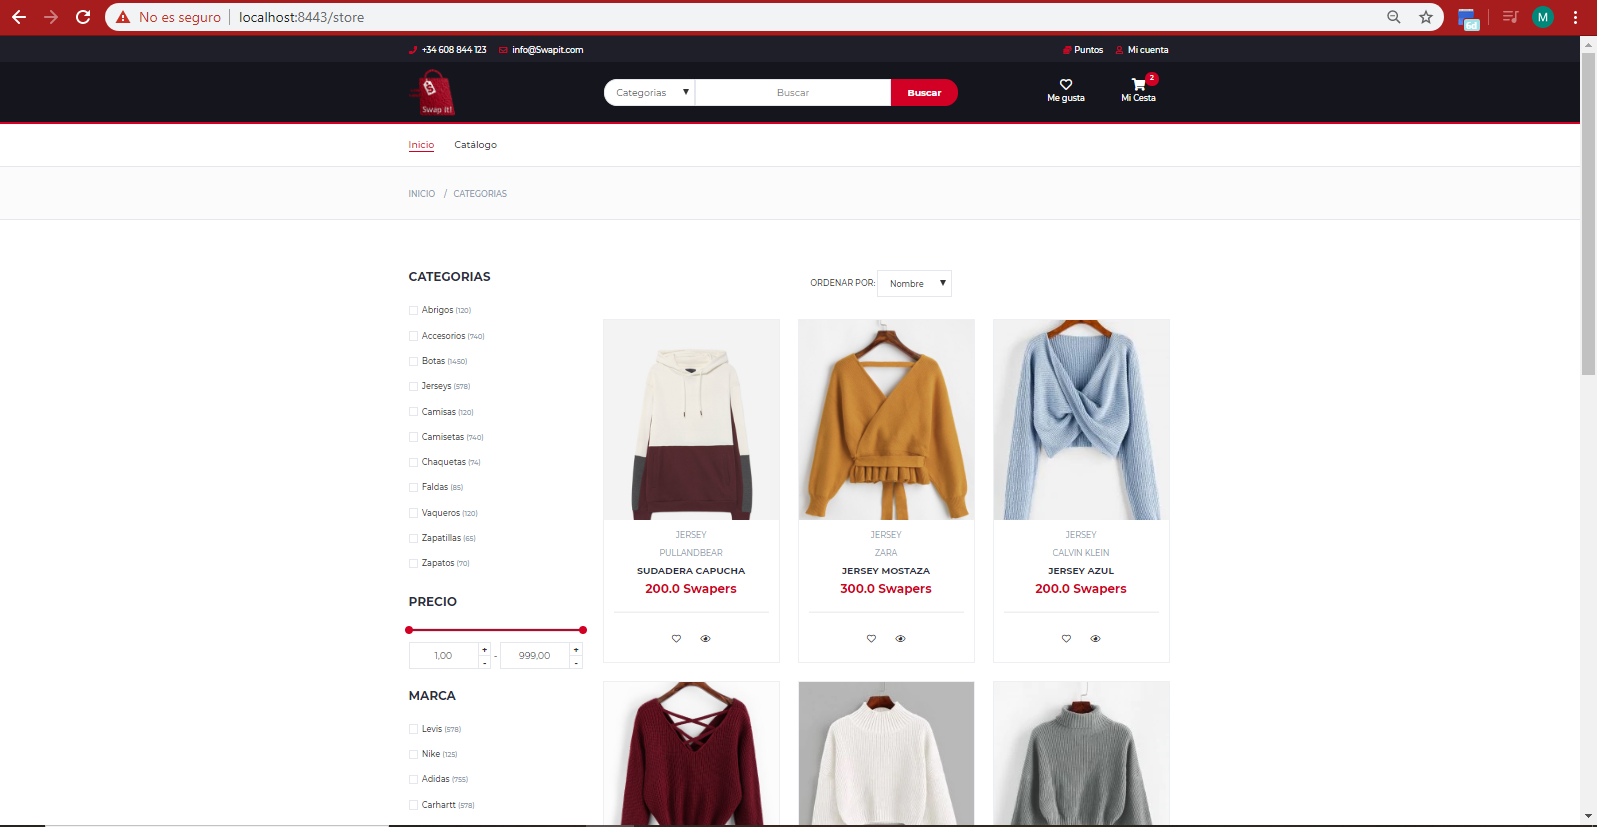 No es seguro
localhost:8443/store
Gd
M
+34 608 844 123
info@Swapit.com
Puntos
Mi cuenta
S
Swap it!
Categorias
Buscar
Buscar
Me gusta
2
Mi Cesta
Inicio
Catálogo
INICIO / CATEGORIAS
CATEGORIAS
Abrigos (120)
Accesorios (740)
Botas (1450)
Jerseys (578)
Camisas (120)
Camisetas (740)
Chaquetas (74)
Faldas (85)
Vaqueros (120)
Zapatillas (65)
Zapatos (70)
PRECIO
1,00 + - - 999,00 + -
MARCA
Levis (578)
Nike (125)
Adidas (755)
Carhartt (578)
ORDENAR POR: Nombre
JERSEY
PULLANDBEAR
SUDADERA CAPUCHA
200.0 Swapers
JERSEY
ZARA
JERSEY MOSTAZA
300.0 Swapers
JERSEY
CALVIN KLEIN
JERSEY AZUL
200.0 Swapers